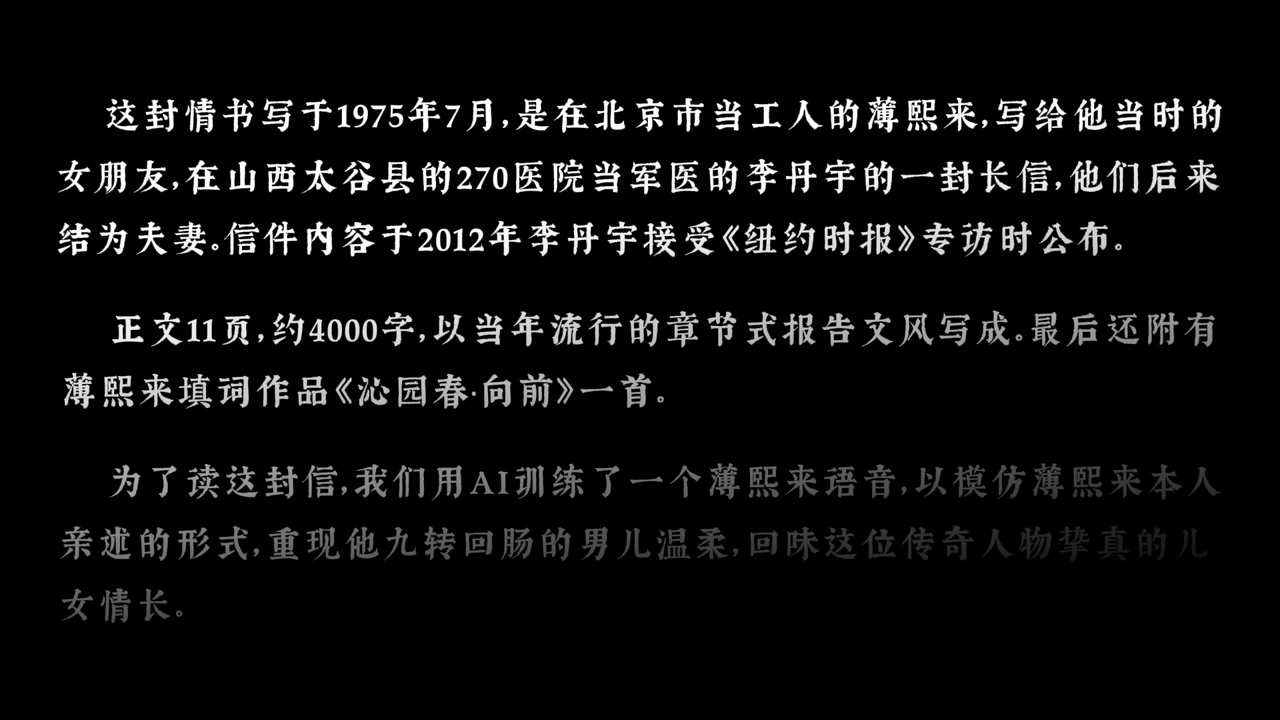 这封情书写于1975年7月,是在北京市当工人的薄熙来,写给他当时的
女朋友,在山西太谷县的270医院当军医的李丹宇的一封长信,他们后来
结为夫妻。信件内容于2012年李丹宇接受《纽约时报》专访时公布。
正文11页,约4000字,以当年流行的章节式报告文风写成。最后还附有
薄熙来填词作品《沁园春·向前》一首。
为了读这封信,我们用AI训练了一个薄熙来语音,以模仿薄熙来本人
亲述的形式,重现他九转回肠的男儿温柔,回味这位传奇人物挚真的儿
女情长。